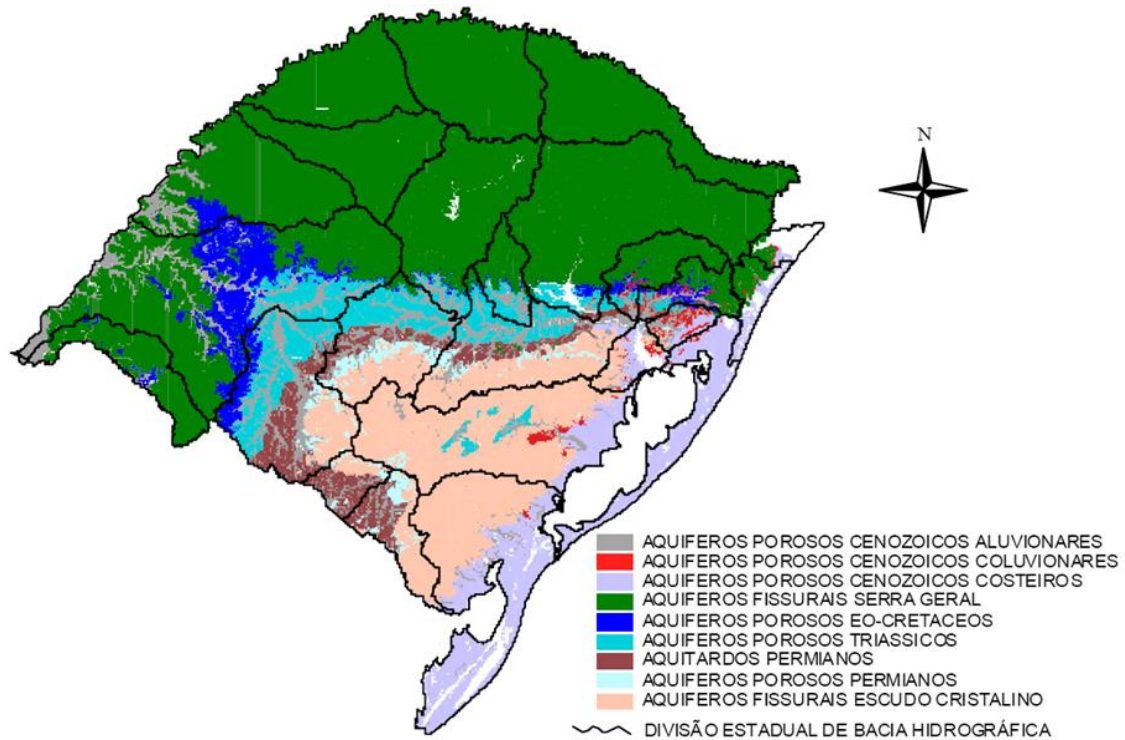 N
AQUIFEROS POROSOS CENOZOICOS ALUVIONARES
AQUIFEROS POROSOS CENOZOICOS COLUVIONARES
AQUIFEROS POROSOS CENOZOICOS COSTEIROS
AQUIFEROS FISSURAIS SERRA GERAL
AQUIFEROS POROSOS EO-CRETACEOS
AQUIFEROS POROSOS TRIASSICOS
AQUITARDOS PERMIANOS
AQUIFEROS POROSOS PERMIANOS
AQUIFEROS FISSURAIS ESCUDO CRISTALINO
DIVISÃO ESTADUAL DE BACIA HIDROGRÁFICA